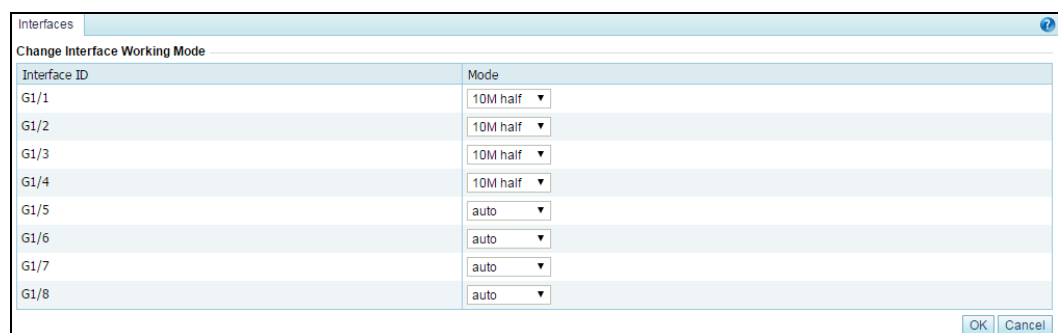 Interfaces
?
Change Interface Working Mode
Interface ID Mode
G1/1 10M half
G1/2 10M half
G1/3 10M half
G1/4 10M half
G1/5 auto
G1/6 auto
G1/7 auto
G1/8 auto
OK Cancel